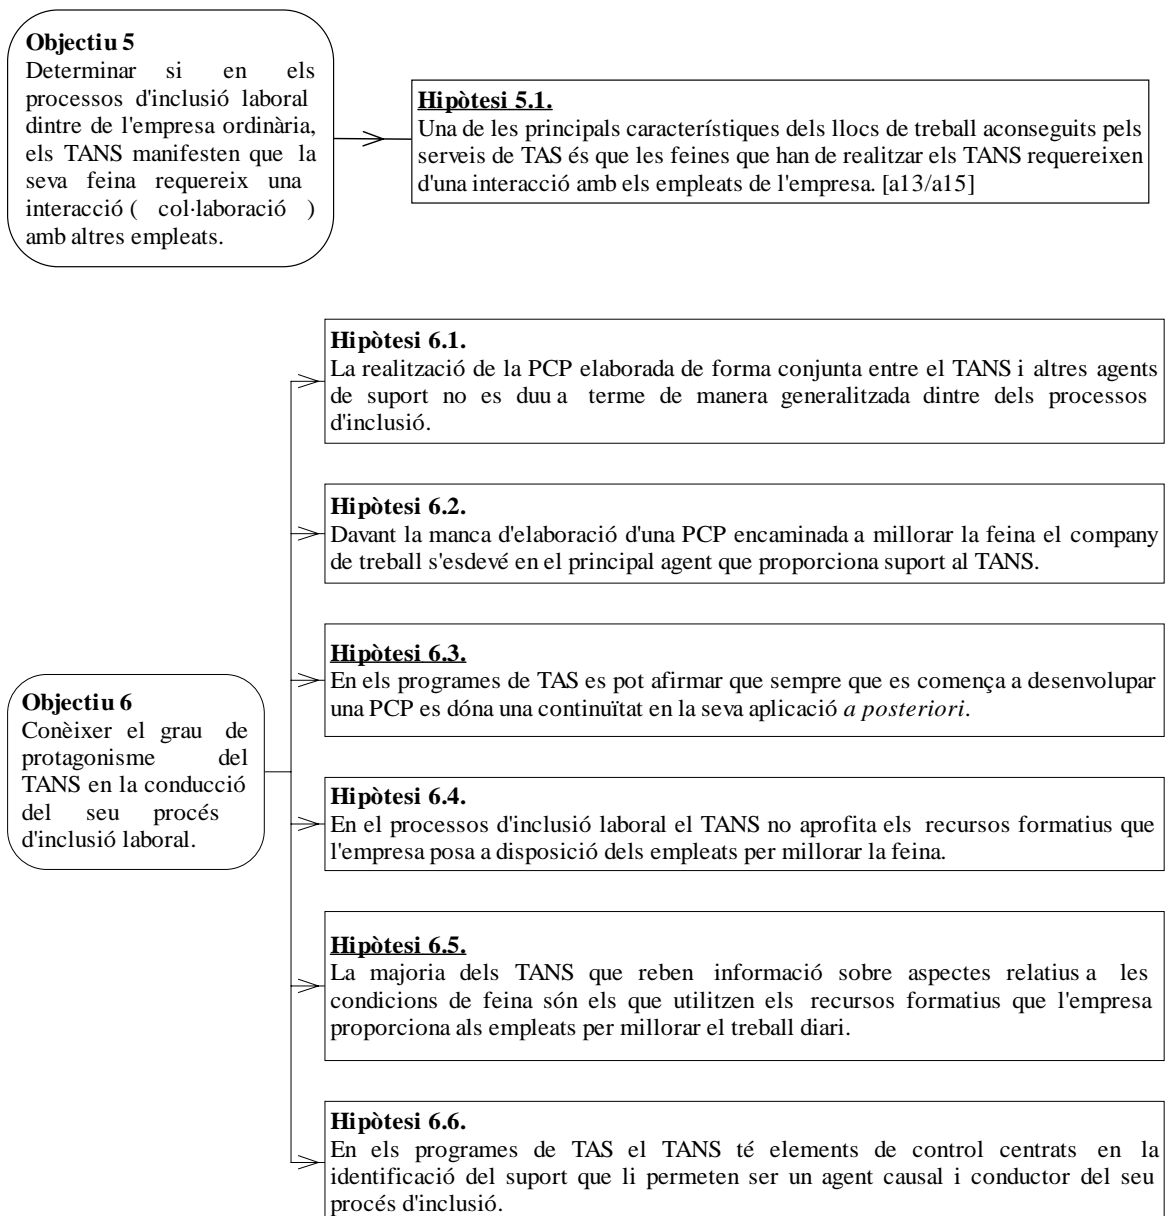 Objectiu 5
Determinar si en els
processos d'inclusió laboral
dintre de l'empresa ordinària,
els TANS manifesten que la
seva feina requereix una
interacció ( col·laboració )
amb altres empleats.
Hipòtesi 5.1.
Una de les principals característiques dels llocs de treball aconseguits pels
serveis de TAS és que les feines que han de realitzar els TANS requereixen
d'una interacció amb els empleats de l'empresa. [a13/a15]
Objectiu 6
Conèixer el grau de
protagonisme del
TANS en la conducció
del seu procés
d'inclusió laboral.
Hipòtesi 6.1.
La realització de la PCP elaborada de forma conjunta entre el TANS i altres agents
de suport no es duu a terme de manera generalitzada dintre dels processos
d'inclusió.
Hipòtesi 6.2.
Davant la manca d'elaboració d'una PCP encaminada a millorar la feina el company
de treball s'esdevé en el principal agent que proporciona suport al TANS.
Hipòtesi 6.3.
En els programes de TAS es pot afirmar que sempre que es comença a desenvolupar
una PCP es dóna una continuïtat en la seva aplicació a posteriori.
Hipòtesi 6.4.
En el processos d'inclusió laboral el TANS no aprofita els recursos formatius que
l'empresa posa a disposició dels empleats per millorar la feina.
Hipòtesi 6.5.
La majoria dels TANS que reben informació sobre aspectes relatius a les
condicions de feina són els que utilitzen els recursos formatius que l'empresa
proporciona als empleats per millorar el treball diari.
Hipòtesi 6.6.
En els programes de TAS el TANS té elements de control centrats en la
identificació del suport que li permeten ser un agent causal i conductor del seu
procés d'inclusió.